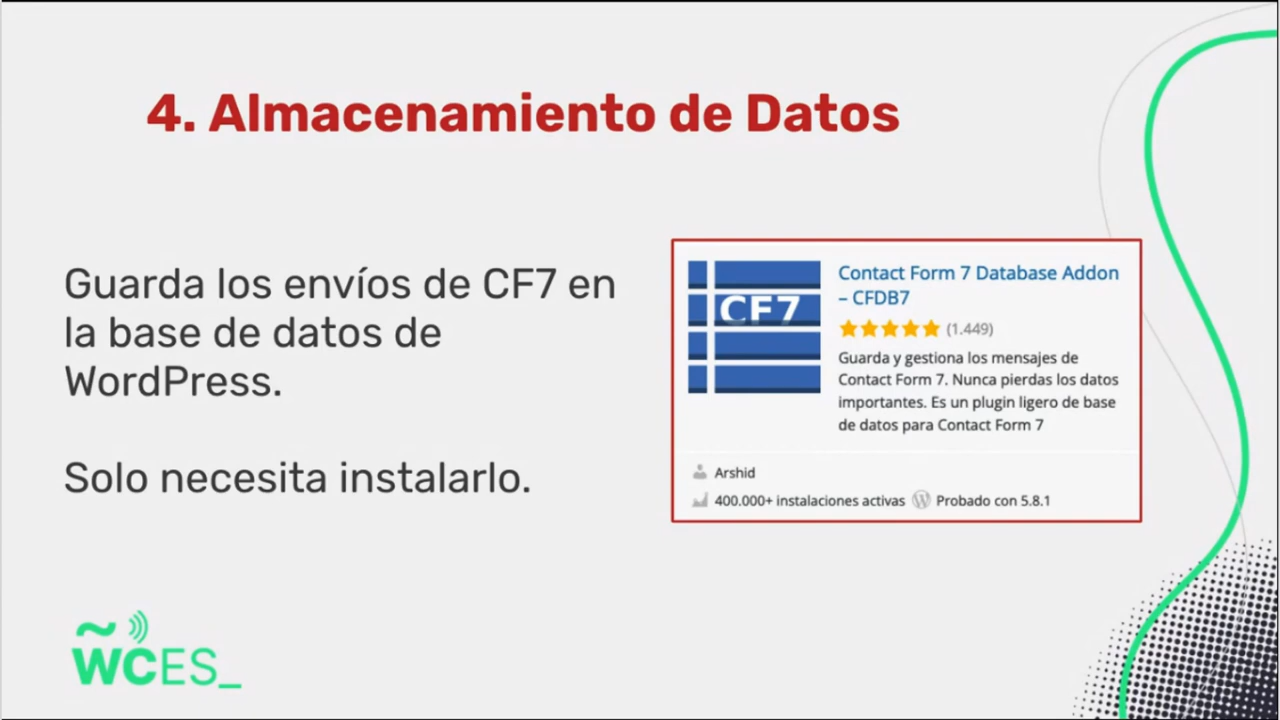 4. Almacenamiento de Datos
Guarda los envíos de CF7 en
la base de datos de
WordPress.
Solo necesita instalarlo.
CF7
Contact Form 7 Database Addon
– CFDB7
(1.449)
Guarda y gestiona los mensajes de
Contact Form 7. Nunca pierdas los datos
importantes. Es un plugin ligero de base
de datos para Contact Form 7
Arshid
400.000+ instalaciones activas
Probado con 5.8.1
WCES_